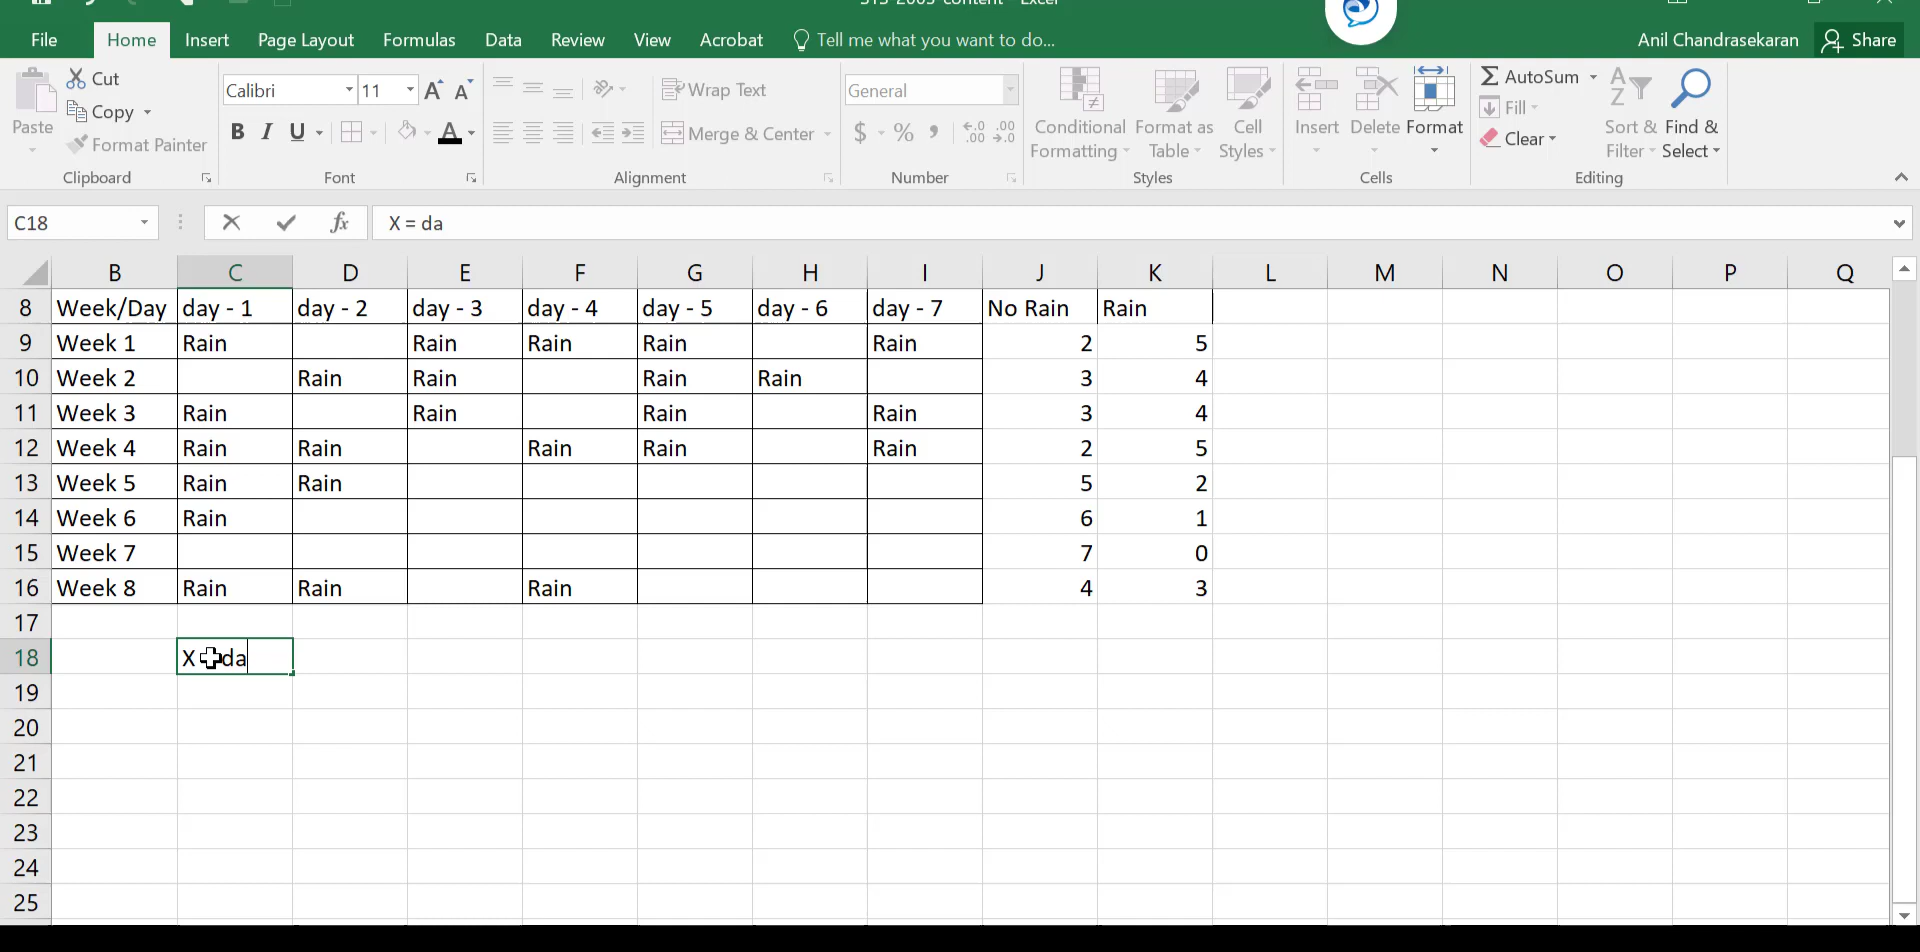 STS-2005-content - Excel
File Home Insert Page Layout Formulas Data Review View Acrobat Tell me what you want to do... Anil Chandrasekaran Share
Paste Cut Copy Format Painter Clipboard
Calibri 11 B I U A Font
Wrap Text Merge & Center Alignment
General $ % , Number
Conditional Formatting Format as Table Cell Styles Styles
Insert Delete Format Cells
AutoSum Fill Clear Sort & Filter Find & Select Editing
C18 fx X = da
B C D E F G H I J K L M N O P Q
8 Week/Day day - 1 day - 2 day - 3 day - 4 day - 5 day - 6 day - 7 No Rain Rain
9 Week 1 Rain Rain Rain Rain Rain 2 5
10 Week 2 Rain Rain Rain Rain 3 4
11 Week 3 Rain Rain Rain Rain 3 4
12 Week 4 Rain Rain Rain Rain Rain 2 5
13 Week 5 Rain Rain 5 2
14 Week 6 Rain 6 1
15 Week 7 7 0
16 Week 8 Rain Rain Rain 4 3
17
18 X da
19
20
21
22
23
24
25